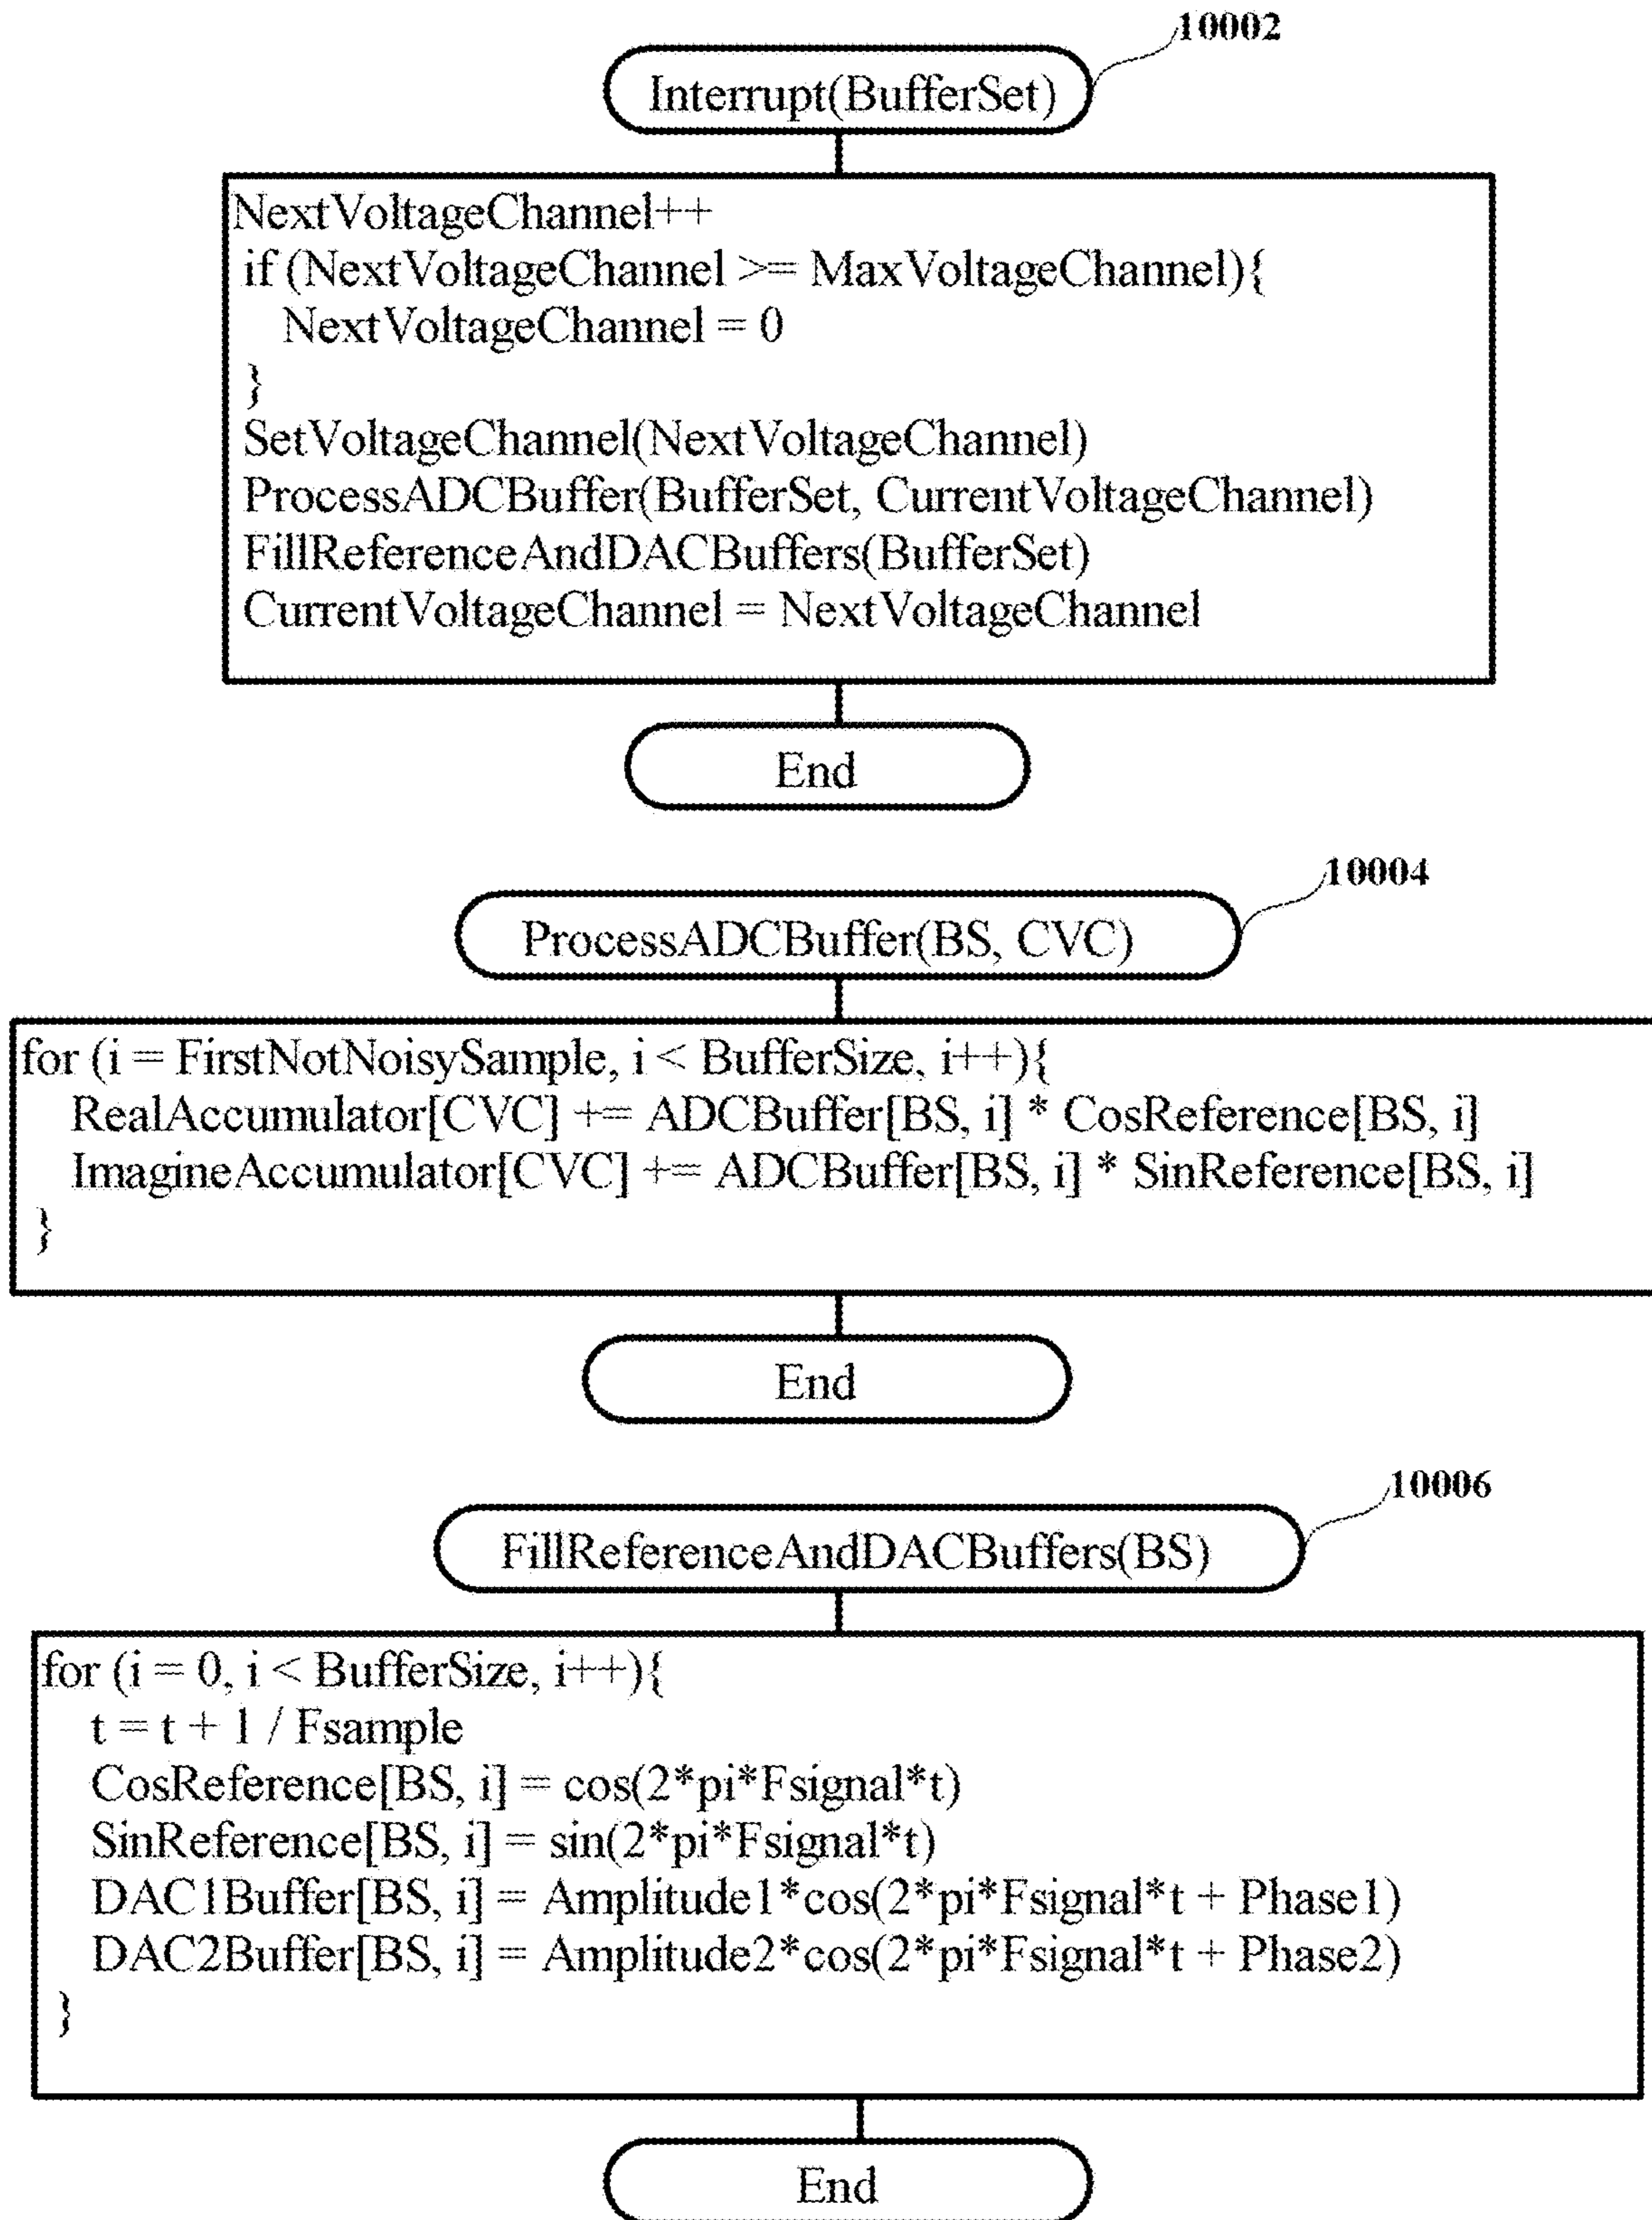 10002
Interrupt(BufferSet)
NextVoltageChannel++
if (NextVoltageChannel >= MaxVoltageChannel){
NextVoltageChannel = 0
}
SetVoltageChannel(NextVoltageChannel)
ProcessADCBuffer(BufferSet, CurrentVoltageChannel)
FillReferenceAndDACBuffers(BufferSet)
CurrentVoltageChannel = NextVoltageChannel
End
10004
ProcessADCBuffer(BS, CVC)
for (i = FirstNotNoisySample, i < BufferSize, i++){
RealAccumulator[CVC] += ADCBuffer[BS, i] * CosReference[BS, i]
ImagineAccumulator[CVC] += ADCBuffer[BS, i] * SinReference[BS, i]
}
End
10006
FillReferenceAndDACBuffers(BS)
for (i = 0, i < BufferSize, i++){
t = t + 1 / Fsample
CosReference[BS, i] = cos(2*pi*Fsignal*t)
SinReference[BS, i] = sin(2*pi*Fsignal*t)
DAC1Buffer[BS, i] = Amplitude1*cos(2*pi*Fsignal*t + Phase1)
DAC2Buffer[BS, i] = Amplitude2*cos(2*pi*Fsignal*t + Phase2)
}
End